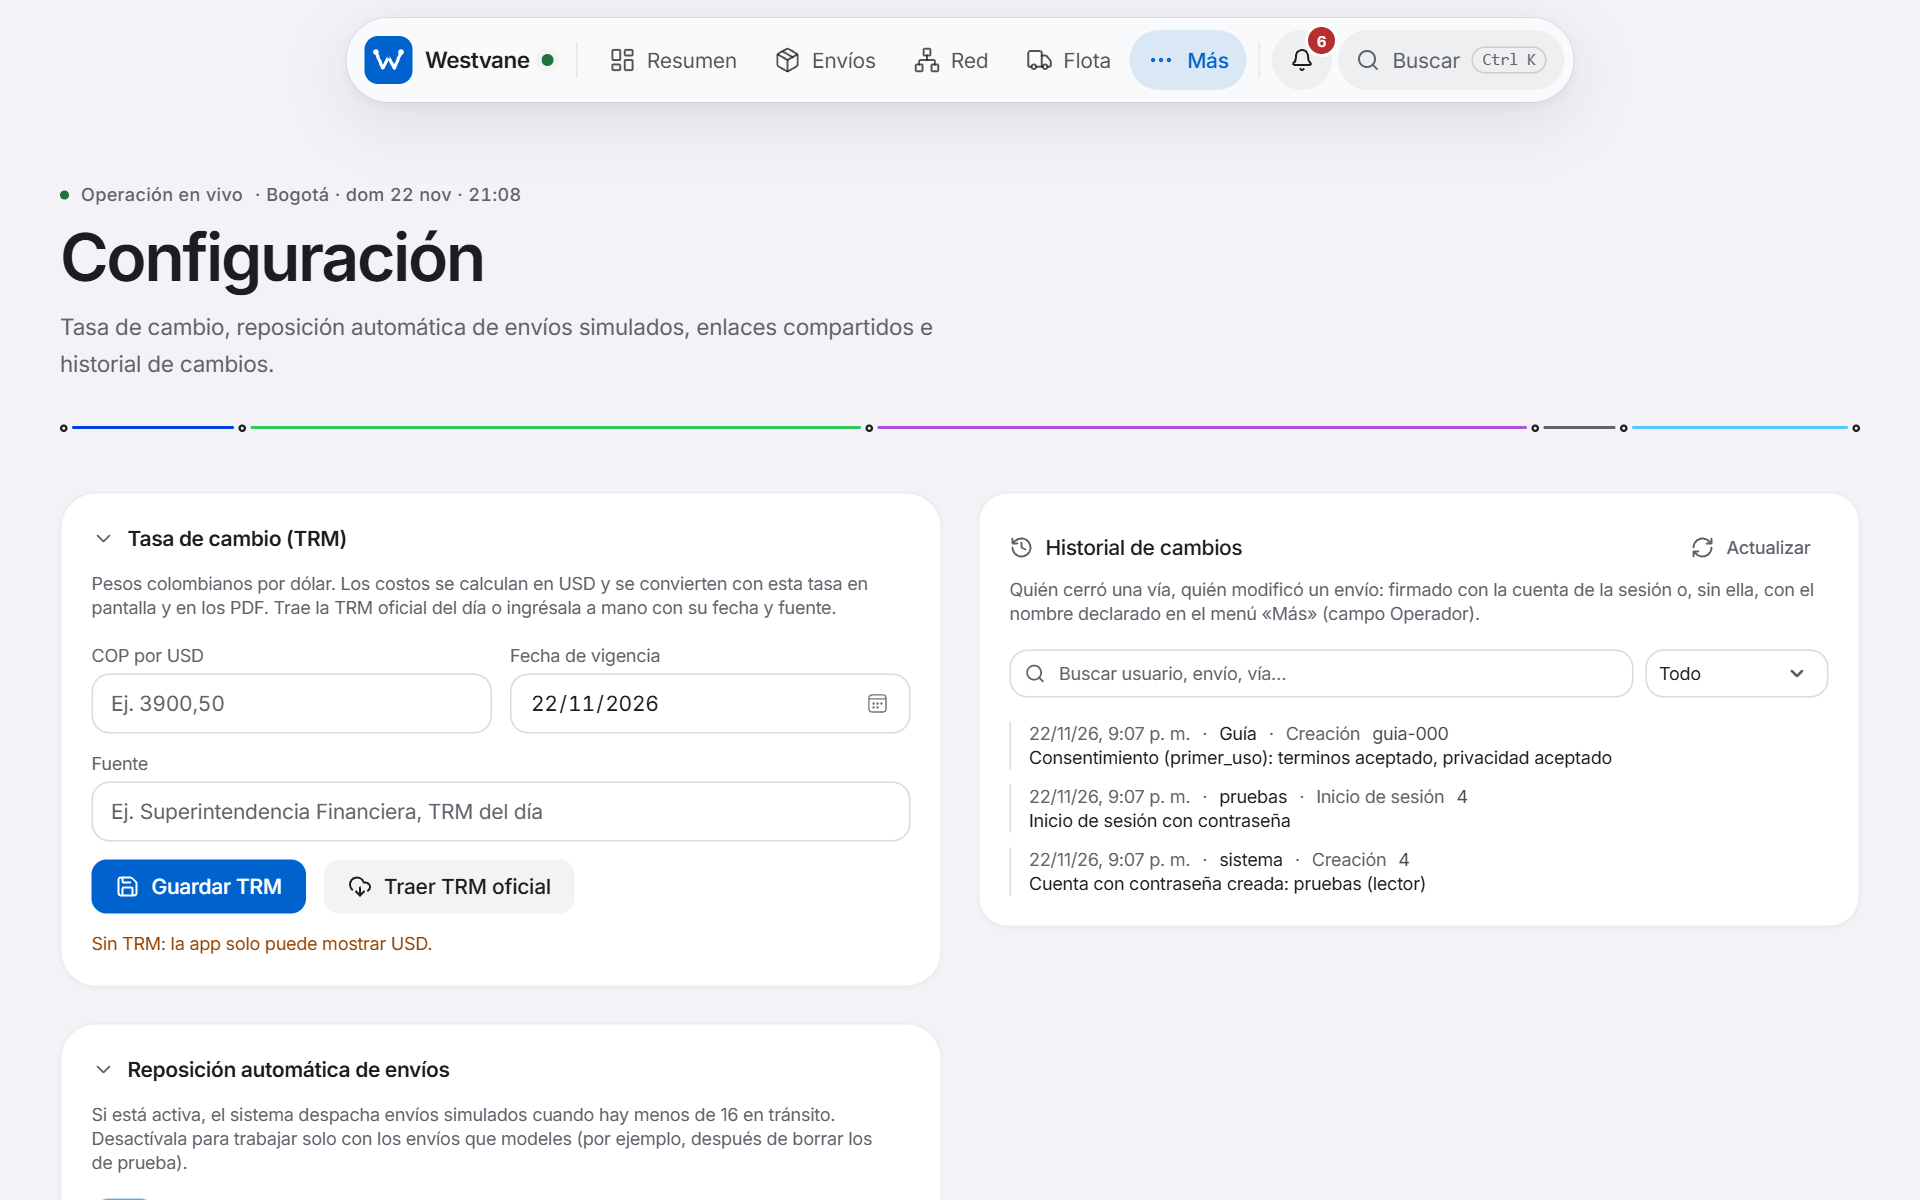 Westvane
Resumen
Envíos
Red
Flota
Más
6
Buscar
Ctrl K
Operación en vivo · Bogotá · dom 22 nov · 21:08
Configuración
Tasa de cambio, reposición automática de envíos simulados, enlaces compartidos e
historial de cambios.
Tasa de cambio (TRM)
Pesos colombianos por dólar. Los costos se calculan en USD y se convierten con esta tasa en
pantalla y en los PDF. Trae la TRM oficial del día o ingrésala a mano con su fecha y fuente.
COP por USD
Ej. 3900,50
Fecha de vigencia
22/11/2026
Fuente
Ej. Superintendencia Financiera, TRM del día
Guardar TRM
Traer TRM oficial
Sin TRM: la app solo puede mostrar USD.
Reposición automática de envíos
Si está activa, el sistema despacha envíos simulados cuando hay menos de 16 en tránsito.
Desactívala para trabajar solo con los envíos que modeles (por ejemplo, después de borrar los
de prueba).
Historial de cambios
Actualizar
Quién cerró una vía, quién modificó un envío: firmado con la cuenta de la sesión o, sin ella, con el
nombre declarado en el menú «Más» (campo Operador).
Buscar usuario, envío, vía...
Todo
22/11/26, 9:07 p. m. · Guía · Creación guia-000
Consentimiento (primer_uso): terminos aceptado, privacidad aceptado
22/11/26, 9:07 p. m. · pruebas · Inicio de sesión 4
Inicio de sesión con contraseña
22/11/26, 9:07 p. m. · sistema · Creación 4
Cuenta con contraseña creada: pruebas (lector)